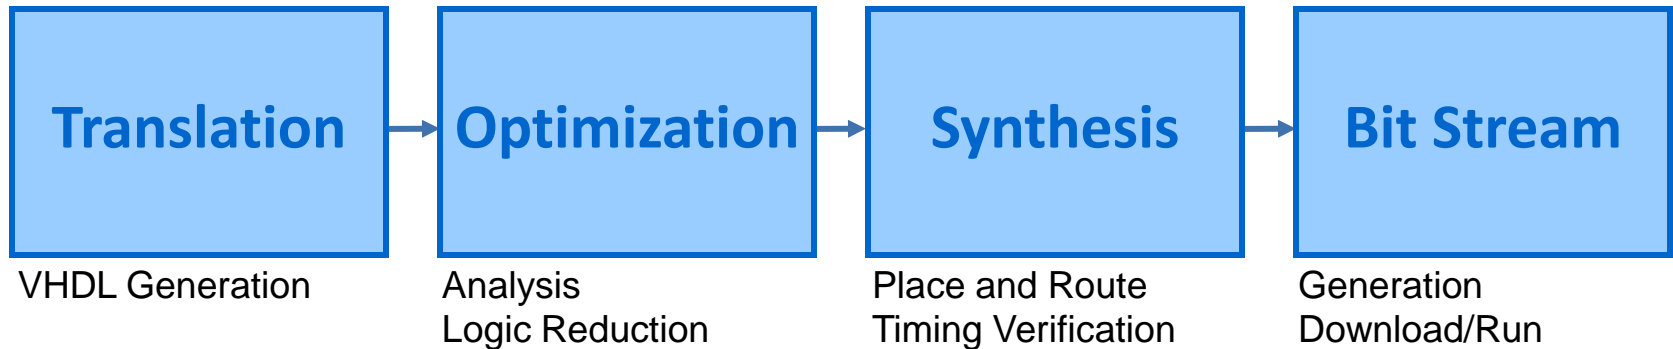 Translation
Optimization
Synthesis
Bit Stream
VHDL Generation
Analysis
Logic Reduction
Place and Route
Timing Verification
Generation
Download/Run